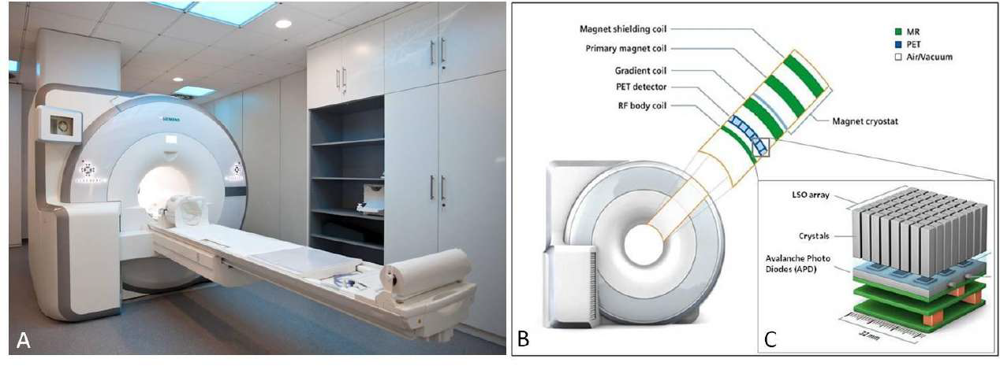 SIEMENS
A
Magnet shielding coil
Primary magnet coil
Gradient coil
PET detector
RF body coil
MR
PET
Air/Vacuum
Magnet cryostat
B
LSO array
Crystals
Avalanche Photo
Diodes (APD)
32 mm
C